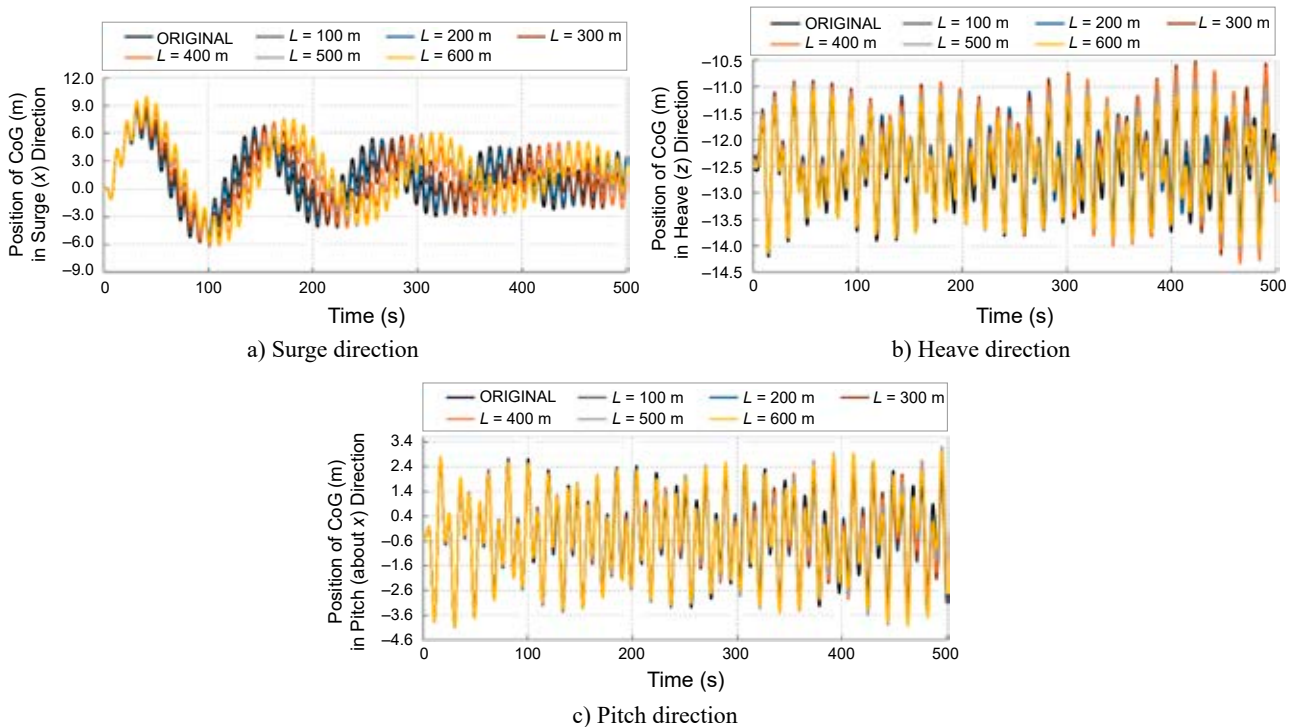 ORIGINAL L = 100 m L = 200 m L = 300 m
L = 400 m L = 500 m L = 600 m
Position of CoG (m)
in Surge (x) Direction
12.0
9.0
6.0
3.0
0.0
–3.0
–6.0
–9.0
0 100 200 300 400 500
Time (s)
a) Surge direction
ORIGINAL L = 100 m L = 200 m L = 300 m
L = 400 m L = 500 m L = 600 m
Position of CoG (m)
in Heave (z) Direction
–10.5
–11.0
–11.5
–12.0
–12.5
–13.0
–13.5
–14.0
–14.5
0 100 200 300 400 500
Time (s)
b) Heave direction
ORIGINAL L = 100 m L = 200 m L = 300 m
L = 400 m L = 500 m L = 600 m
Position of CoG (m)
in Pitch (about x) Direction
3.4
2.4
1.4
0.4
–0.6
–1.6
–2.6
–3.6
–4.6
0 100 200 300 400 500
Time (s)
c) Pitch direction